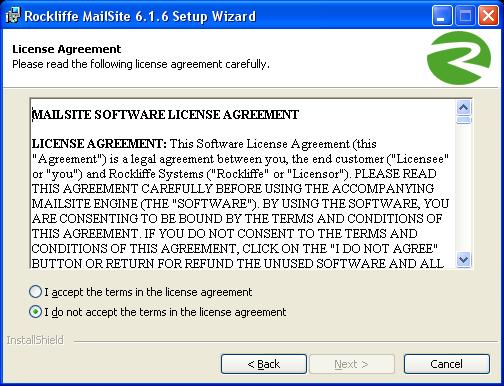 Rockliffe MailSite 6.1.6 Setup Wizard
License Agreement
Please read the following license agreement carefully.
MAILSITE SOFTWARE LICENSE AGREEMENT
LICENSE AGREEMENT: This Software License Agreement (this
"Agreement") is a legal agreement between you, the end customer ("Licensee"
or "you") and Rockliffe Systems ("Rockliffe" or "Licensor"). PLEASE READ
THIS AGREEMENT CAREFULLY BEFORE USING THE ACCOMPANYING
MAILSITE ENGINE (THE "SOFTWARE"). BY USING THE SOFTWARE, YOU
ARE CONSENTING TO BE BOUND BY THE TERMS AND CONDITIONS OF
THIS AGREEMENT. IF YOU DO NOT CONSENT TO THE TERMS AND
CONDITIONS OF THIS AGREEMENT, CLICK ON THE "I DO NOT AGREE"
BUTTON OR RETURN FOR REFUND THE UNUSED SOFTWARE AND ALL
I accept the terms in the license agreement
I do not accept the terms in the license agreement
InstallShield
< Back
Next >
Cancel